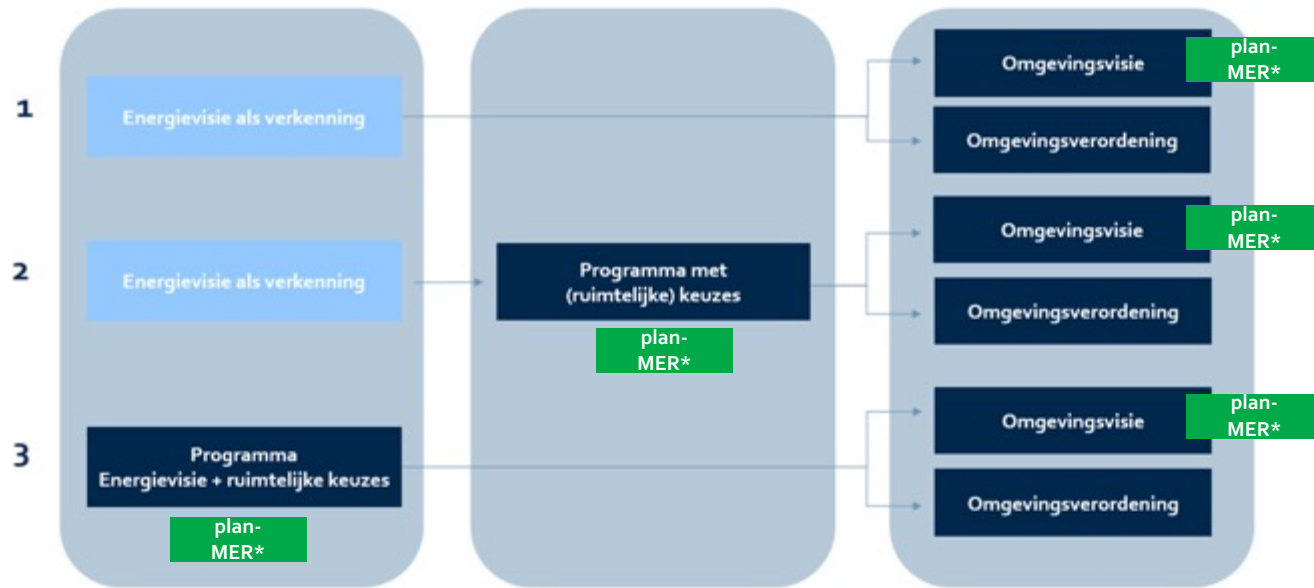 1
Energievisie als verkenning
Omgevingsvisie
plan-
MER*
Omgevingsverordening
2
Energievisie als verkenning
Programma met
(ruimtelijke) keuzes
plan-
MER*
Omgevingsvisie
plan-
MER*
Omgevingsverordening
3
Programma
Energievisie + ruimtelijke keuzes
plan-
MER*
Omgevingsvisie
plan-
MER*
Omgevingsverordening